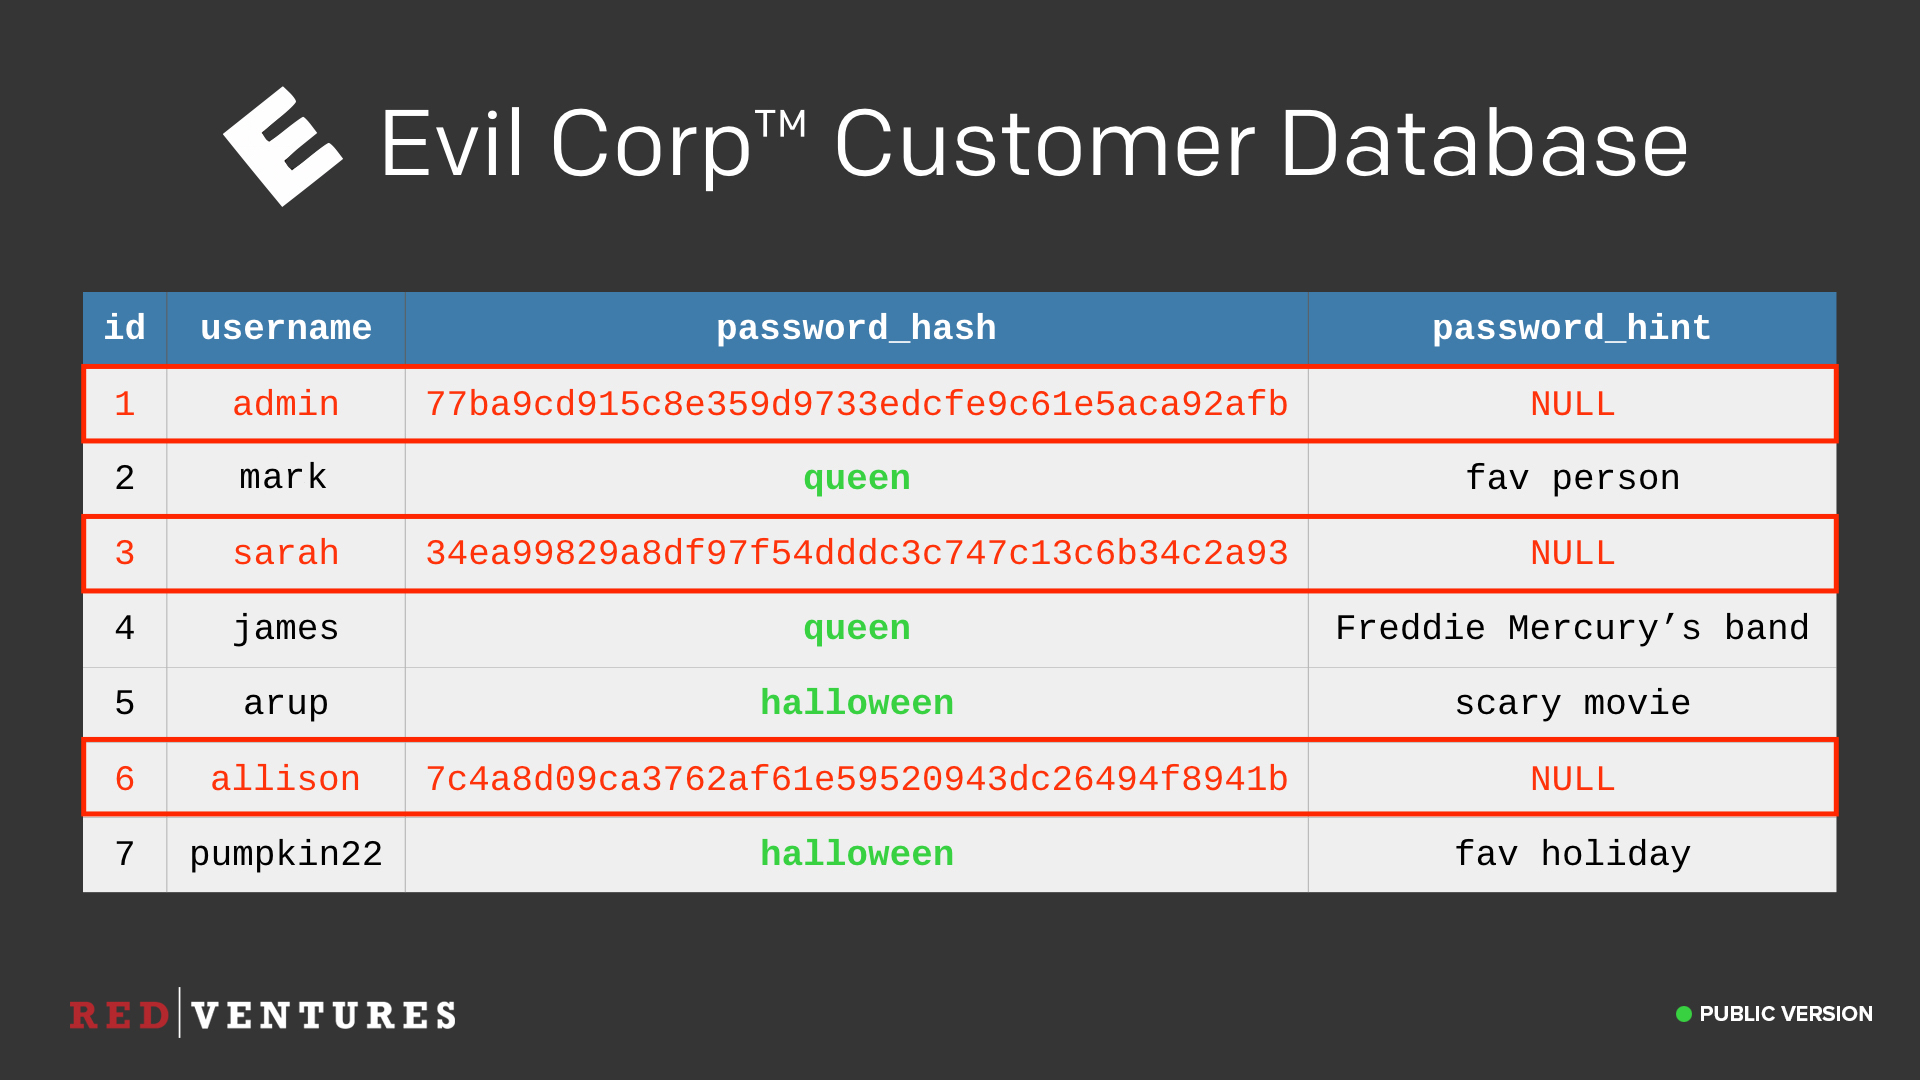 Evil Corp™ Customer Database
id username password_hash password_hint
1 admin 77ba9cd915c8e359d9733edcfe9c61e5aca92afb NULL
2 mark queen fav person
3 sarah 34ea99829a8df97f54dddc3c747c13c6b34c2a93 NULL
4 james queen Freddie Mercury’s band
5 arup halloween scary movie
6 allison 7c4a8d09ca3762af61e59520943dc26494f8941b NULL
7 pumpkin22 halloween fav holiday
RED VENTURES
PUBLIC VERSION